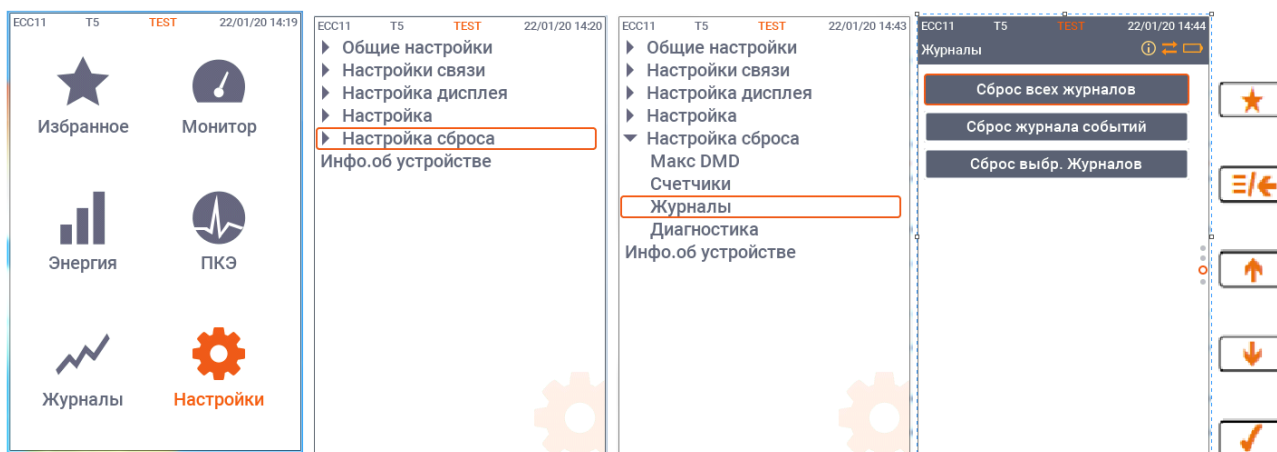 ECC11 T5 TEST 22/01/20 14:19
Избранное Монитор
Энергия ПКЭ
Журналы Настройки
ECC11 T5 TEST 22/01/20 14:20
Общие настройки
Настройки связи
Настройка дисплея
Настройка
Настройка сброса
Инфо.об устройстве
ECC11 T5 TEST 22/01/20 14:43
Общие настройки
Настройки связи
Настройка дисплея
Настройка
Настройка сброса
Макс DMD
Счетчики
Журналы
Диагностика
Инфо.об устройстве
ECC11 T5 TEST 22/01/20 14:44
Журналы
Сброс всех журналов
Сброс журнала событий
Сброс выбр. Журналов